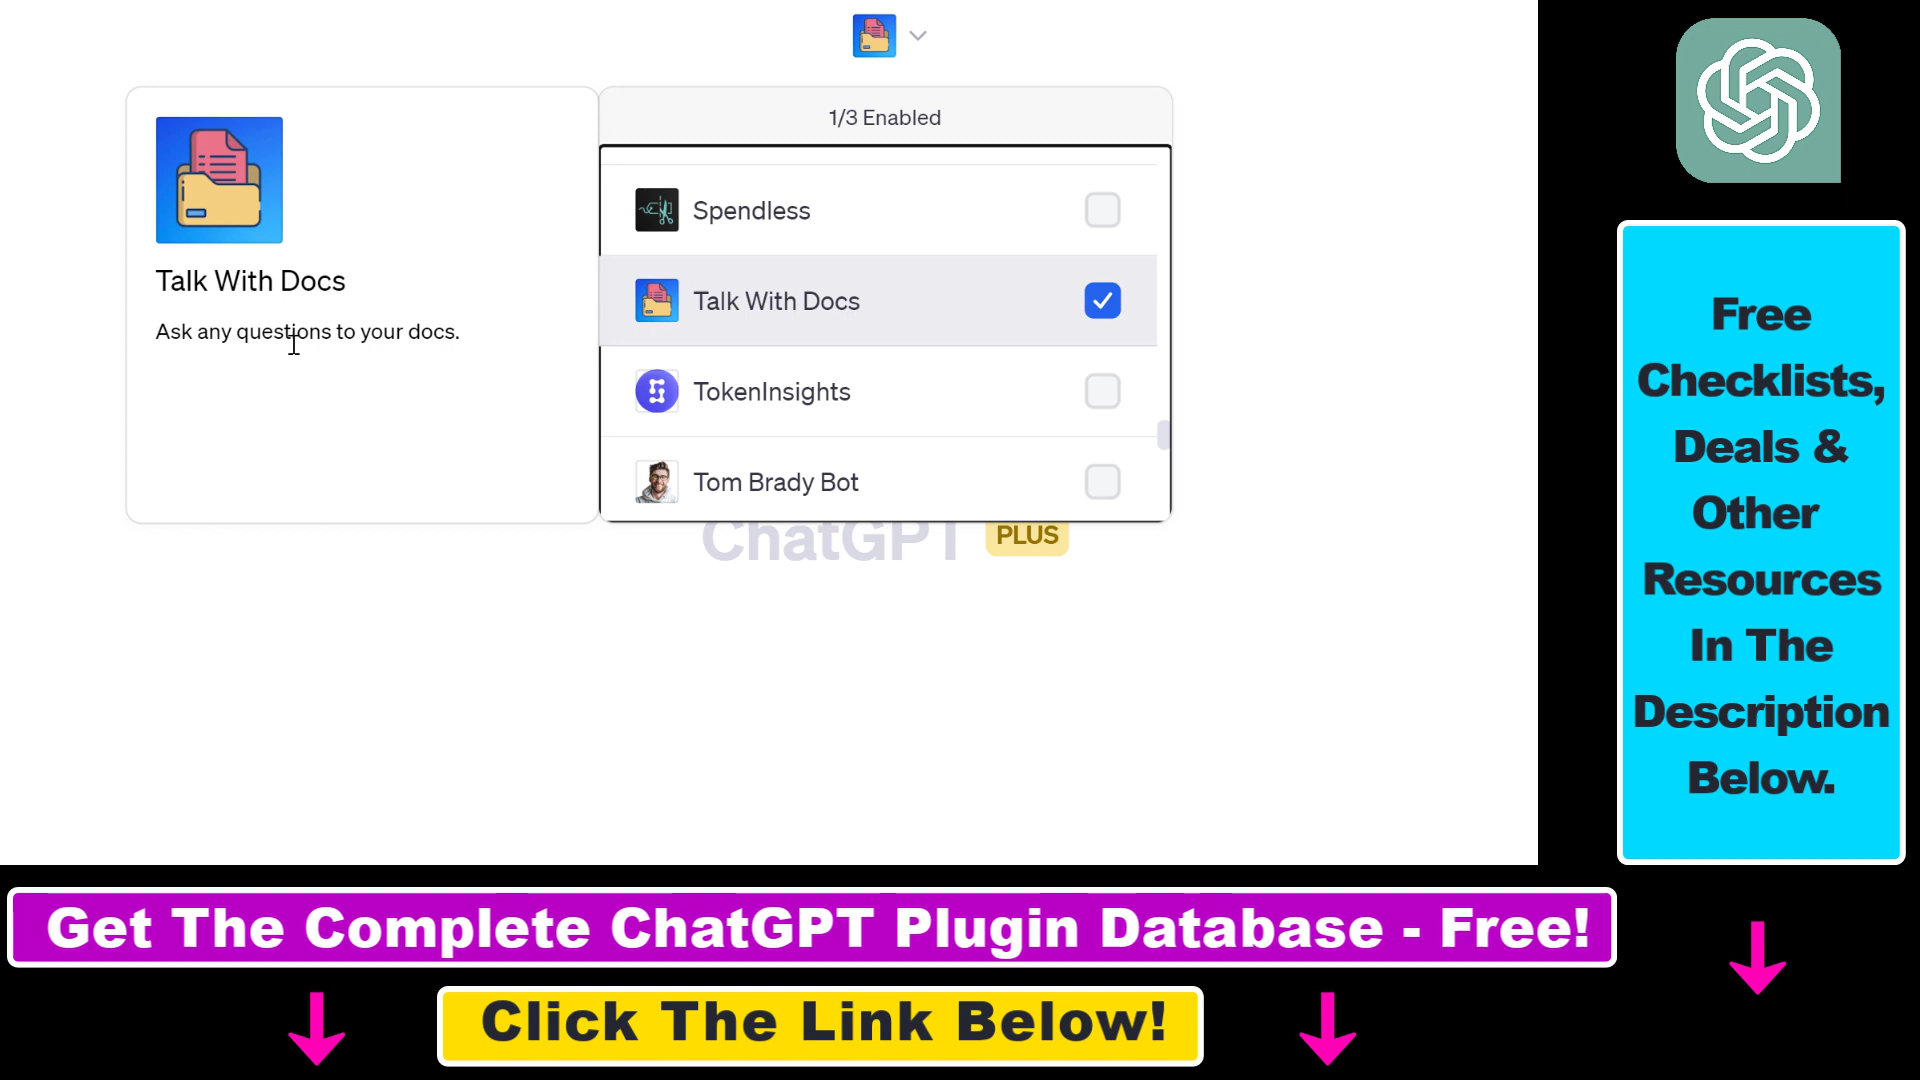 1/3 Enabled
Talk With Docs
Ask any questions to your docs.
Spendless
Talk With Docs
TokenInsights
Tom Brady Bot
ChatGPT PLUS
Free
Checklists,
Deals &
Other
Resources
In The
Description
Below.
Get The Complete ChatGPT Plugin Database - Free!
Click The Link Below!